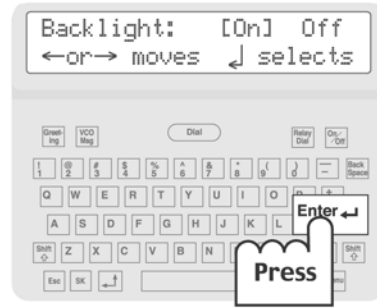 Backlight: [On] Off
←or→ moves ↲ selects
Greet-ing VCO Msg Dial Relay Dial On/Off
! 1 @ 2 # 3 $ 4 % 5 ^ 6 & 7 * 8 ( 9 ) 0 — – Back Space
Q W E R T Y U I O
A S D F G H J K L Enter ↵
Shift ⇧ Z X C V B N Shift ⇧
Esc SK
Press